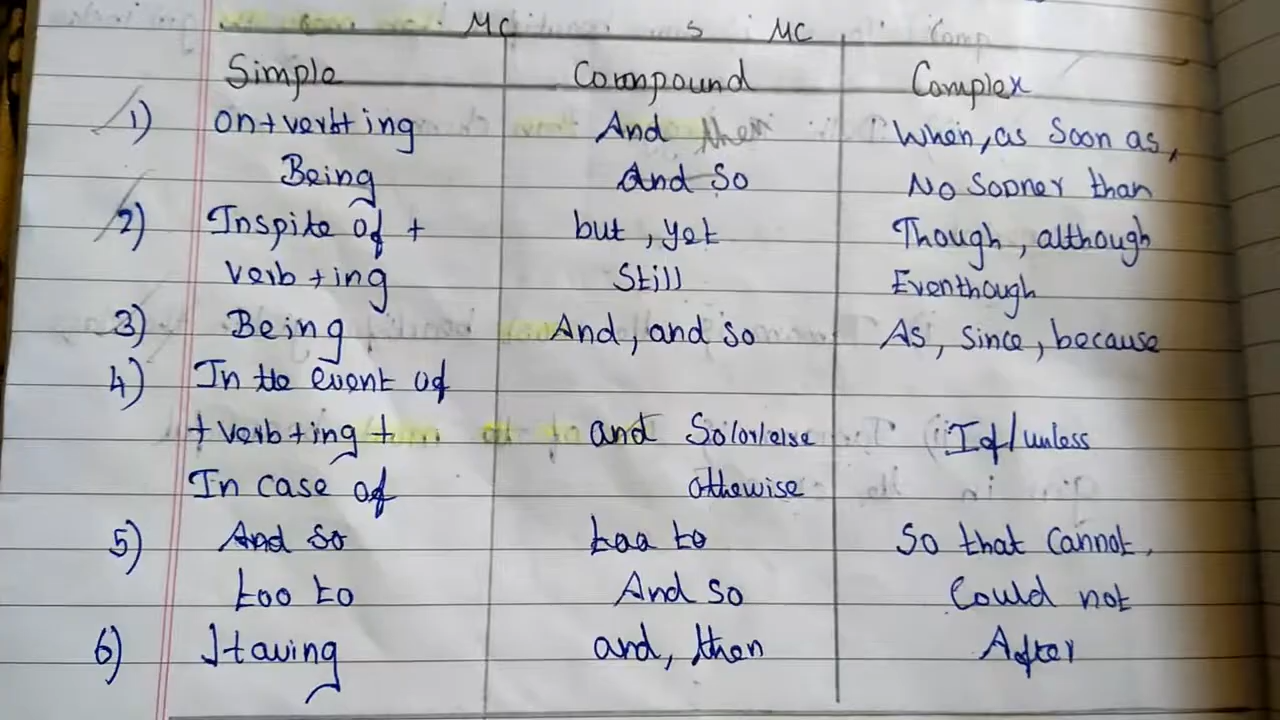 MC S MC Comp
Simple Compound Complex
1) On+verb+ing And then When, as Soon as,
Being And So No Sooner than
2) Inspite of + but, yet Though, although
verb+ing Still Eventhough
3) Being And, and so As, Since, because
4) In the event of
+verb+ing+ and So/or/else If/unless
In case of othewise
5) And so too to So that Cannot,
too to And so Could not
6) Having and, then After